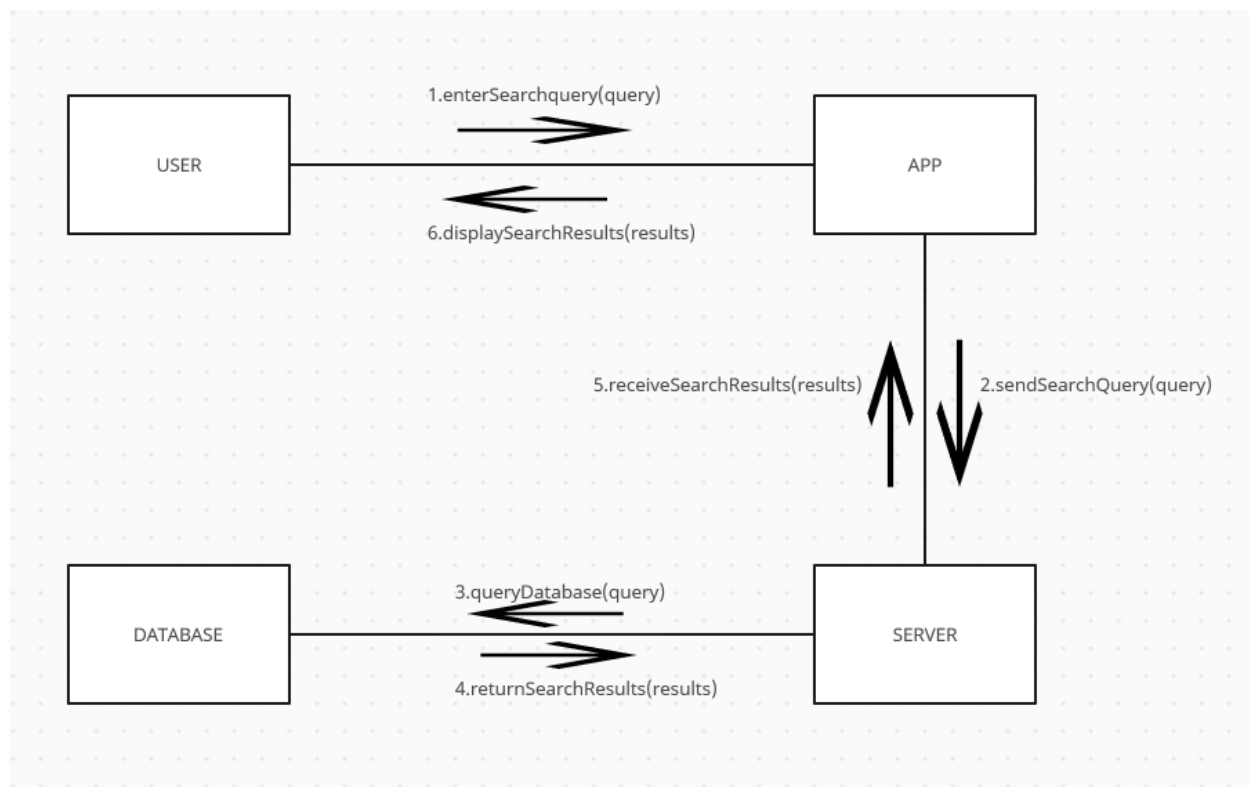 1.enterSearchquery(query)
USER
APP
6.displaySearchResults(results)
5.receiveSearchResults(results)
2.sendSearchQuery(query)
3.queryDatabase(query)
DATABASE
SERVER
4.returnSearchResults(results)